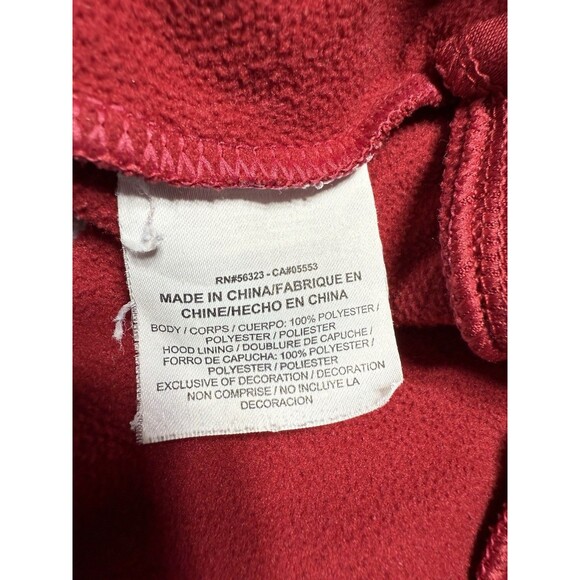 RN#56323 - CA#05553
MADE IN CHINA/FABRIQUE EN
CHINE/HECHO EN CHINA
BODY / CORPS / CUERPO: 100% POLYESTER /
POLYESTER / POLIESTER
HOOD LINING / DOUBLURE DE CAPUCHE /
FORRO DE CAPUCHA: 100% POLYESTER /
POLYESTER / POLIESTER
EXCLUSIVE OF DECORATION / DECORATION
NON COMPRISE / NO INCLUYE LA
DECORACION